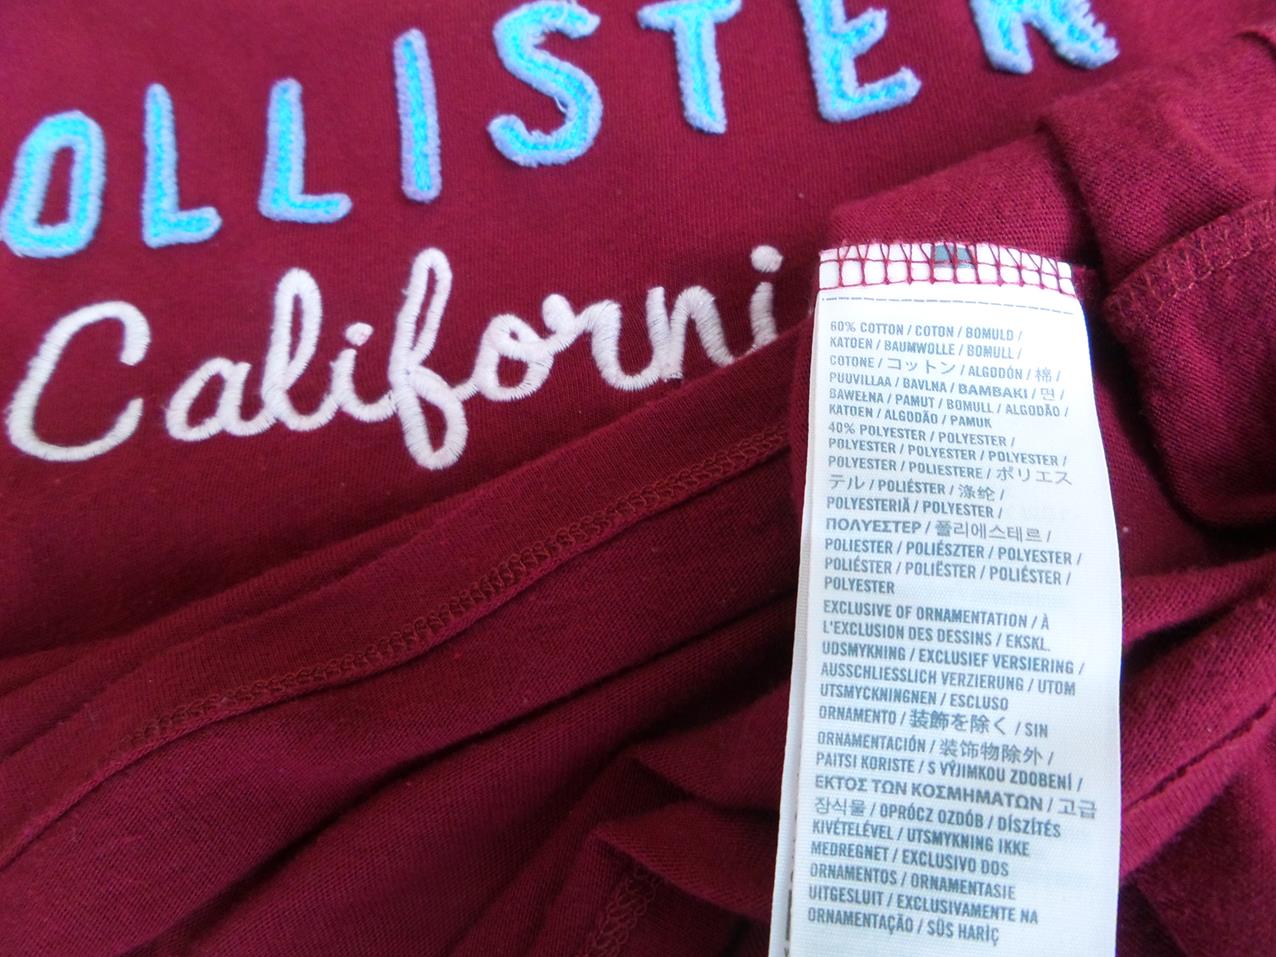 OLLISTER
Californi
60% COTTON / COTON / BOMULD /
KATOEN / BAUMWOLLE / BOMULL /
COTONE / コットン / ALGODÓN / 棉 /
PUUVILLAA / BAVLNA / ΒΑΜΒΑΚΙ / 면 /
BAWEŁNA / PAMUT / BOMULL / ALGODÃO /
KATOEN / ALGODÃO / PAMUK
40% POLYESTER / POLYESTER /
POLYESTER / POLYESTER / POLYESTER /
POLYESTER / POLIESTERE / ポリエス
テル / POLIÉSTER / 涤纶 /
POLYESTERIÄ / POLYESTER /
ΠΟΛΥΕΣΤΕΡ / 폴리에스테르 /
POLIESTER / POLIÉSZTER / POLYESTER /
POLIÉSTER / POLIËSTER / POLIÉSTER /
POLYESTER
EXCLUSIVE OF ORNAMENTATION / À
L'EXCLUSION DES DESSINS / EKSKL.
UDSMYKNING / EXCLUSIEF VERSIERING /
AUSSCHLIESSLICH VERZIERUNG / UTOM
UTSMYCKNINGNEN / ESCLUSO
ORNAMENTO / 装飾を除く / SIN
ORNAMENTACIÓN / 装饰物除外 /
PAITSI KORISTE / S VÝJIMKOU ZDOBENÍ /
ΕΚΤΟΣ ΤΩΝ ΚΟΣΜΗΜΑΤΩΝ / 고급
장식물 / OPRÓCZ OZDÓB / DÍSZÍTÉS
KIVÉTELÉVEL / UTSMYKNING IKKE
MEDREGNET / EXCLUSIVO DOS
ORNAMENTOS / ORNAMENTASIE
UITGESLUIT / EXCLUSIVAMENTE NA
ORNAMENTAÇÃO / SÜS HARİÇ